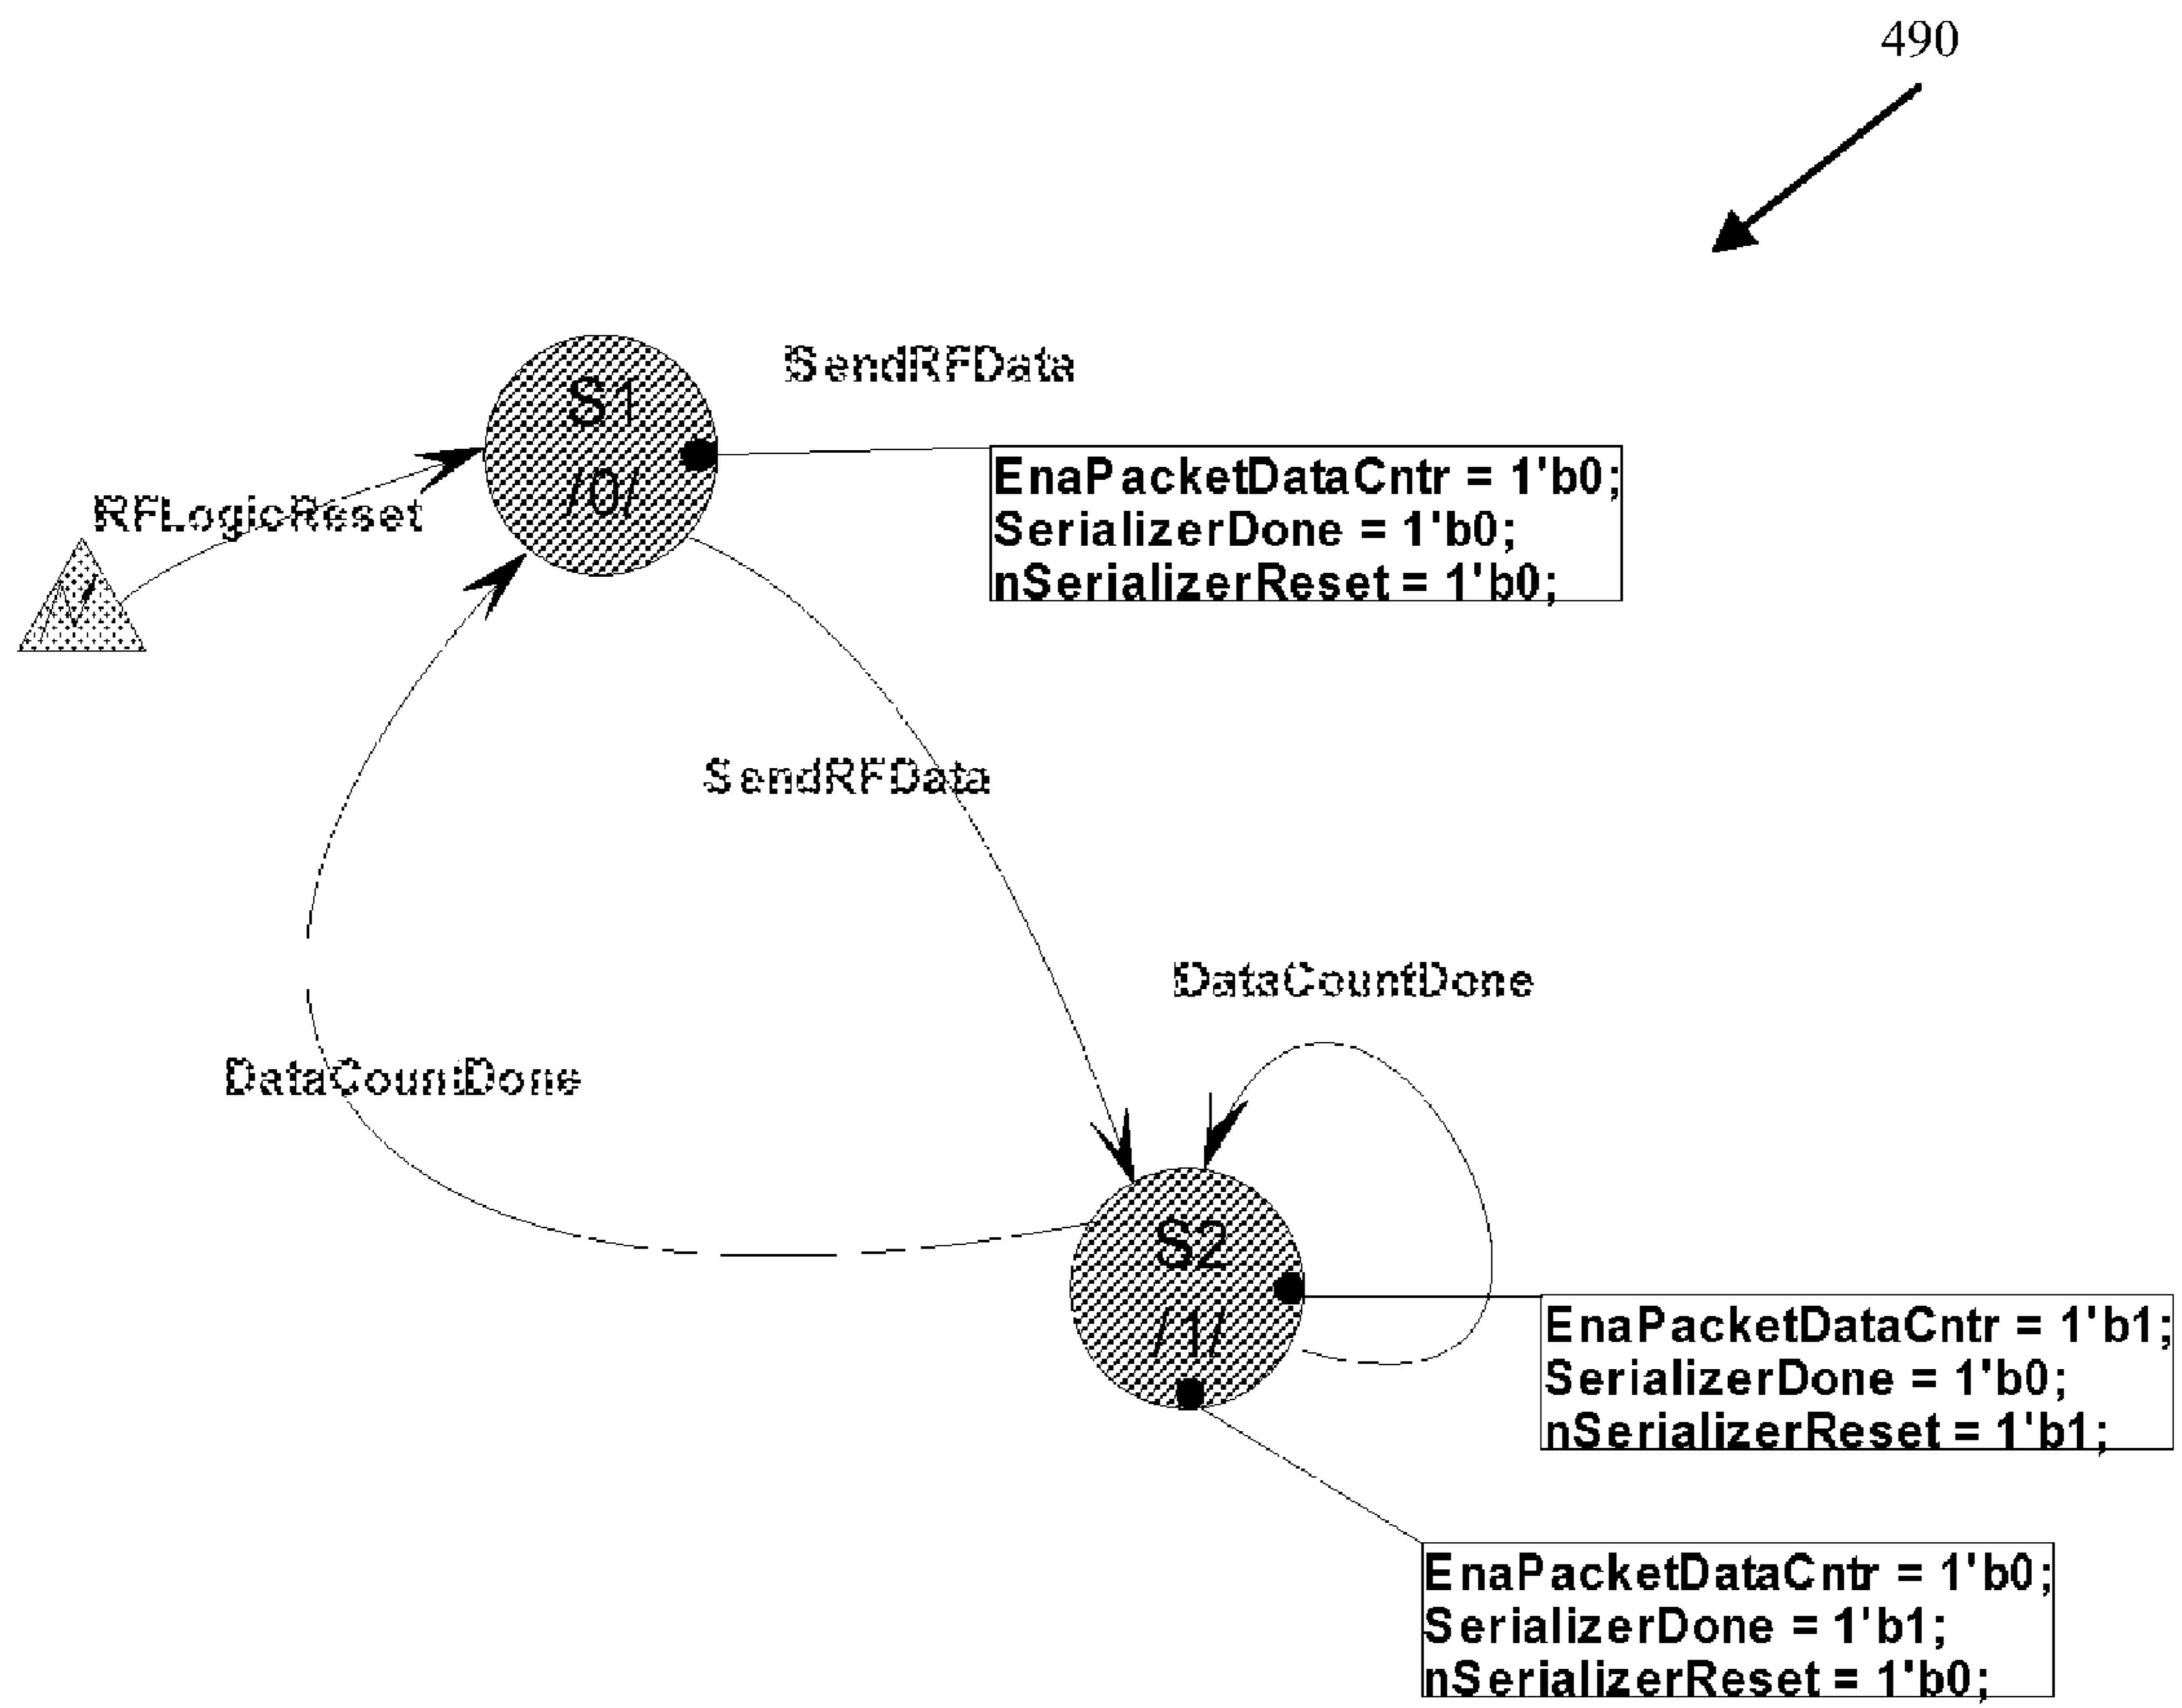 490
SendRFData
S1
/0/
EnaPacketDataCntr = 1'b0;
SerializerDone = 1'b0;
nSerializerReset = 1'b0;
RFLogicReset
SendRFData
DataCountDone
DataCountDone
S2
/1/
EnaPacketDataCntr = 1'b1;
SerializerDone = 1'b0;
nSerializerReset = 1'b1;
EnaPacketDataCntr = 1'b0;
SerializerDone = 1'b1;
nSerializerReset = 1'b0;